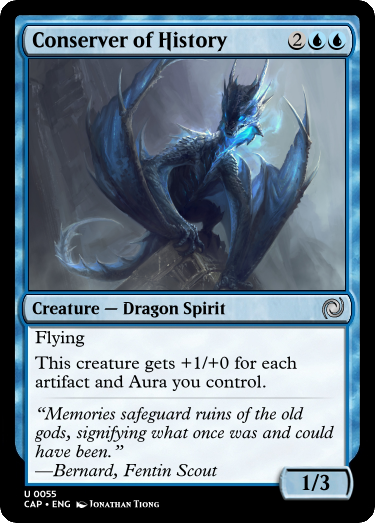 Conserver of History 2
Creature — Dragon Spirit
Flying
This creature gets +1/+0 for each
artifact and Aura you control.
“Memories safeguard ruins of the old
gods, signifying what once was and could
have been.”
—Bernard, Fentin Scout
1/3
U 0055
CAP • ENG Jonathan Tiong